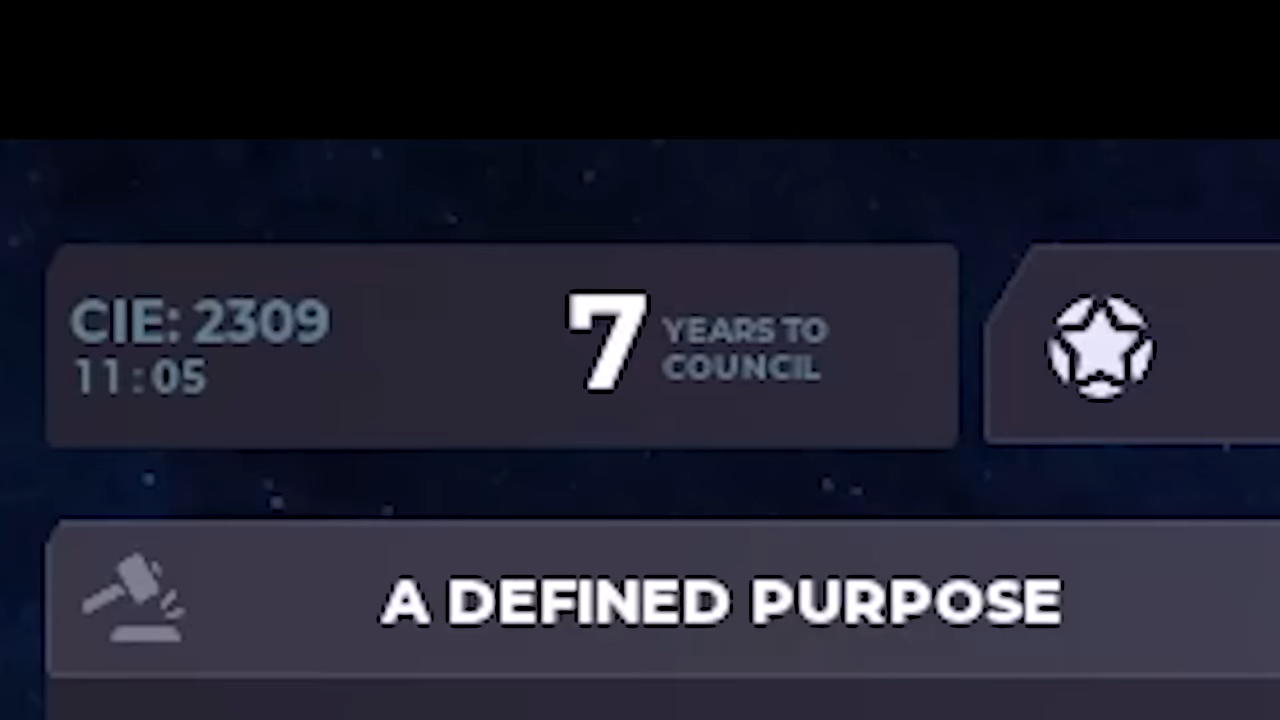 CIE: 2309
11:05
7
YEARS TO
COUNCIL
A DEFINED PURPOSE